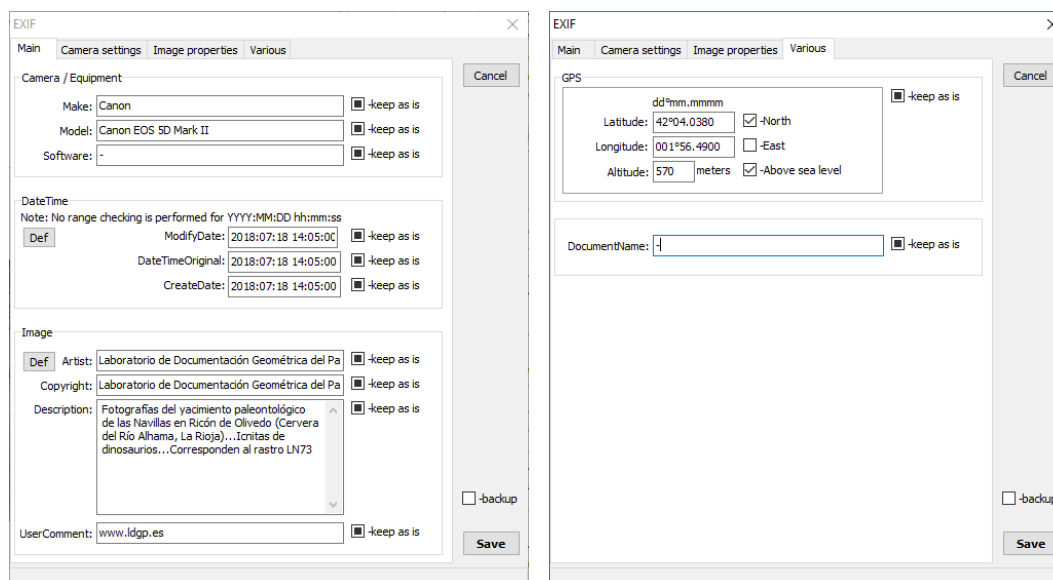 EXIF
Main Camera settings Image properties Various
Cancel
Camera / Equipment
Make: Canon -keep as is
Model: Canon EOS 5D Mark II -keep as is
Software: - -keep as is
DateTime
Note: No range checking is performed for YYYY:MM:DD hh:mm:ss
Def ModifyDate: 2018:07:18 14:05:00 -keep as is
DateTimeOriginal: 2018:07:18 14:05:00 -keep as is
CreateDate: 2018:07:18 14:05:00 -keep as is
Image
Def Artist: Laboratorio de Documentación Geométrica del Pa -keep as is
Copyright: Laboratorio de Documentación Geométrica del Pa -keep as is
Description: Fotografías del yacimiento paleontológico -keep as is
de las Navillas en Ricón de Olivedo (Cervera
del Río Alhama, La Rioja)...Icnitas de
dinosaurios...Corresponden al rastro LN73
-backup
UserComment: www.ldgp.es -keep as is
Save
EXIF
Main Camera settings Image properties Various
Cancel
GPS
-keep as is
dd°mm.mmmm
Latitude: 42°04.0380 -North
Longitude: 001°56.4900 -East
Altitude: 570 meters -Above sea level
DocumentName: - -keep as is
-backup
Save